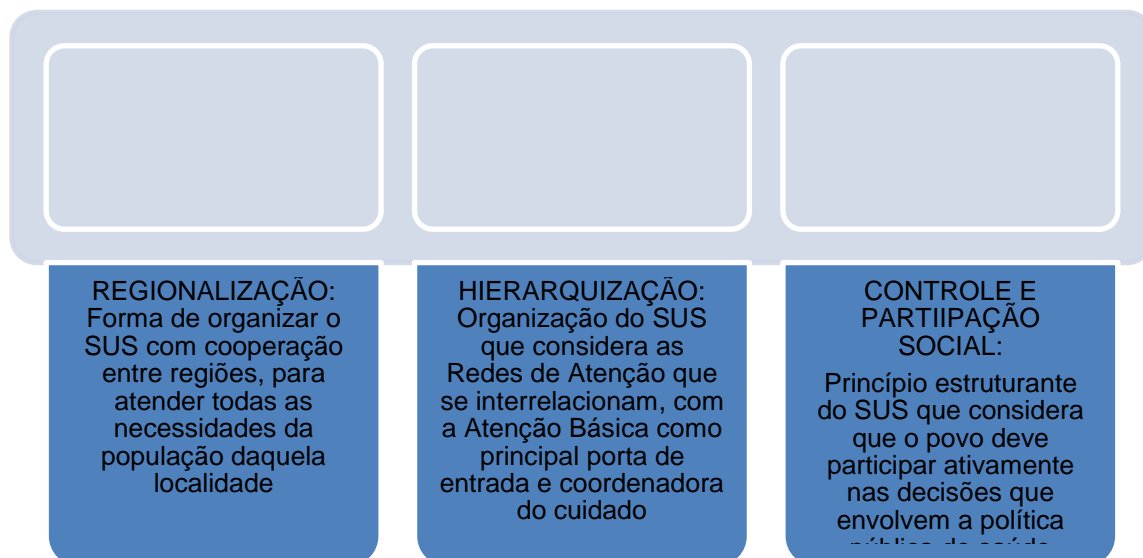 REGIONALIZAÇÃO:
Forma de organizar o
SUS com cooperação
entre regiões, para
atender todas as
necessidades da
população daquela
localidade
HIERARQUIZAÇÃO:
Organização do SUS
que considera as
Redes de Atenção que
se interrelacionam, com
a Atenção Básica como
principal porta de
entrada e coordenadora
do cuidado
CONTROLE E
PARTIIPAÇÃO
SOCIAL:
Princípio estruturante
do SUS que considera
que o povo deve
participar ativamente
nas decisões que
envolvem a política
pública de saúde